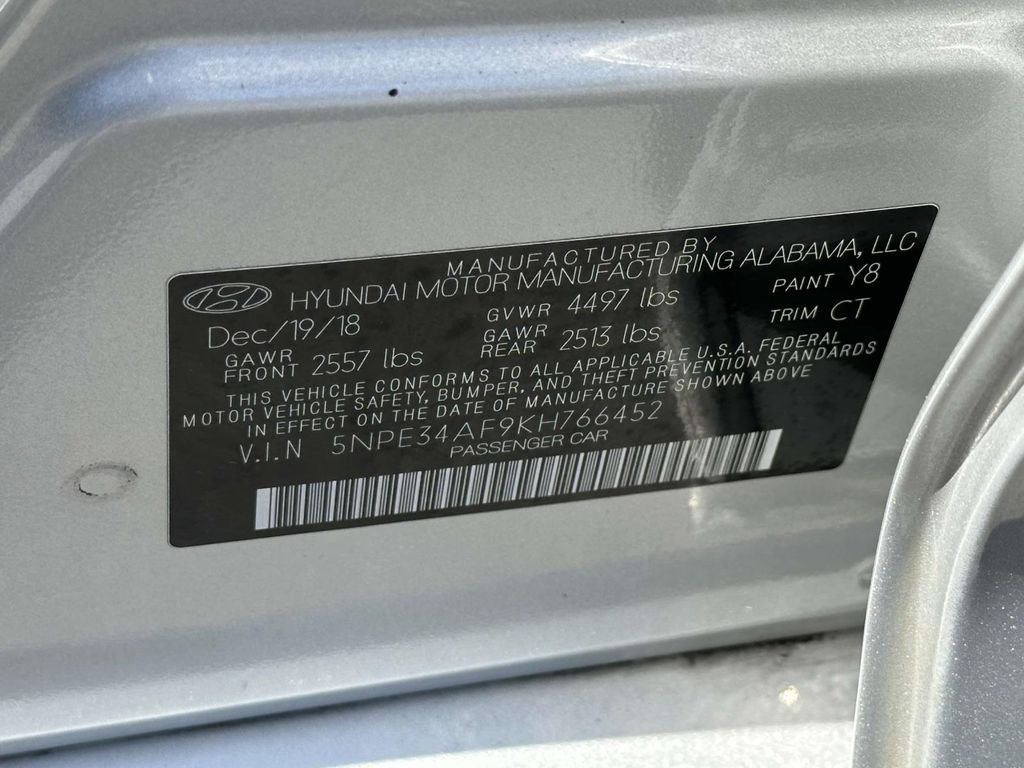 MANUFACTURED BY
HYUNDAI MOTOR MANUFACTURING ALABAMA, LLC
Dec/19/18 GVWR 4497 lbs PAINT Y8
GAWR FRONT 2557 lbs GAWR REAR 2513 lbs TRIM CT
THIS VEHICLE CONFORMS TO ALL APPLICABLE U.S.A. FEDERAL
MOTOR VEHICLE SAFETY, BUMPER, AND THEFT PREVENTION STANDARDS
IN EFFECT ON THE DATE OF MANUFACTURE SHOWN ABOVE
V.I.N 5NPE34AF9KH766452
PASSENGER CAR